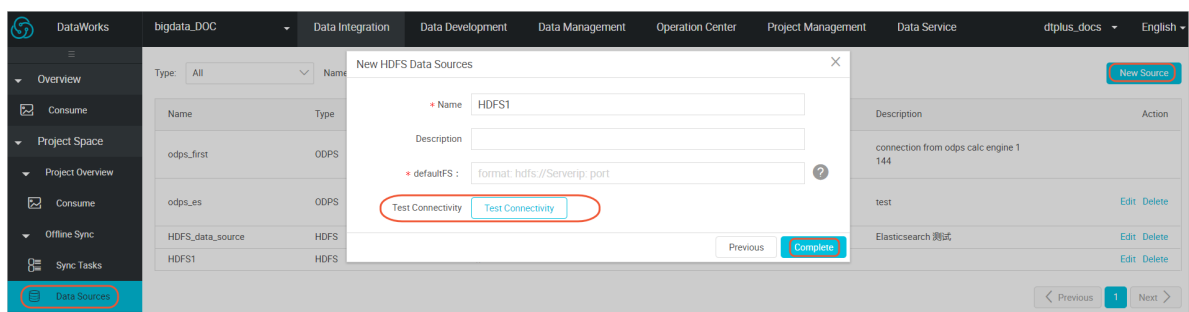 DataWorks bigdata_DOC Data Integration Data Development Data Management Operation Center Project Management Data Service dtplus_docs English
Overview
Consume
Project Space
Project Overview
Consume
Offline Sync
Sync Tasks
Data Sources
Type: All Name
New Source
Name Type Description Action
odps_first ODPS connection from odps calc engine 1
144
odps_es ODPS test Edit Delete
HDFS_data_source HDFS Elasticsearch 测试 Edit Delete
HDFS1 HDFS Edit Delete
Previous 1 Next
New HDFS Data Sources
* Name HDFS1
Description
* defaultFS : format: hdfs://Serverip: port ?
Test Connectivity Test Connectivity
Previous Complete